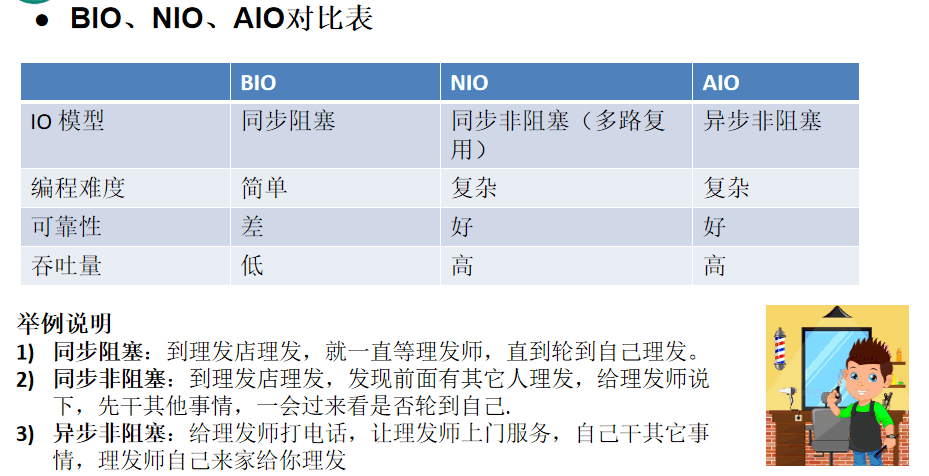 ● BIO、NIO、AIO对比表
BIO NIO AIO
IO 模型 同步阻塞 同步非阻塞（多路复用） 异步非阻塞
编程难度 简单 复杂 复杂
可靠性 差 好 好
吞吐量 低 高 高
举例说明
1) 同步阻塞：到理发店理发，就一直等理发师，直到轮到自己理发。
2) 同步非阻塞：到理发店理发，发现前面有其它人理发，给理发师说
下，先干其他事情，一会过来看是否轮到自己.
3) 异步非阻塞：给理发师打电话，让理发师上门服务，自己干其它事
情，理发师自己来家给你理发